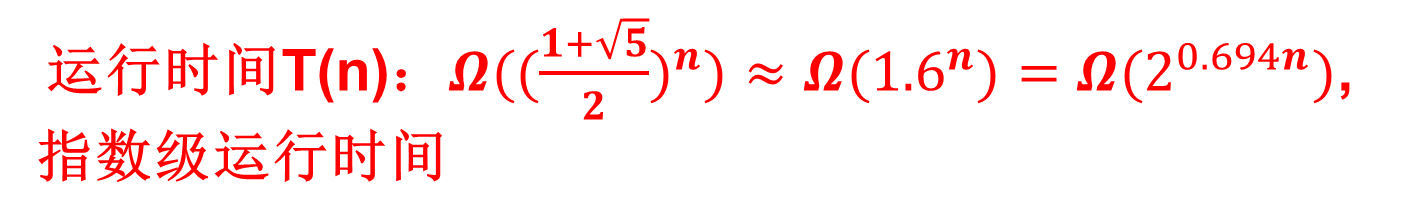 运行时间T(n)：Ω((\frac{1+√5}{2})^n) ≈ Ω(1.6^n) = Ω(2^{0.694n}),
指数级运行时间